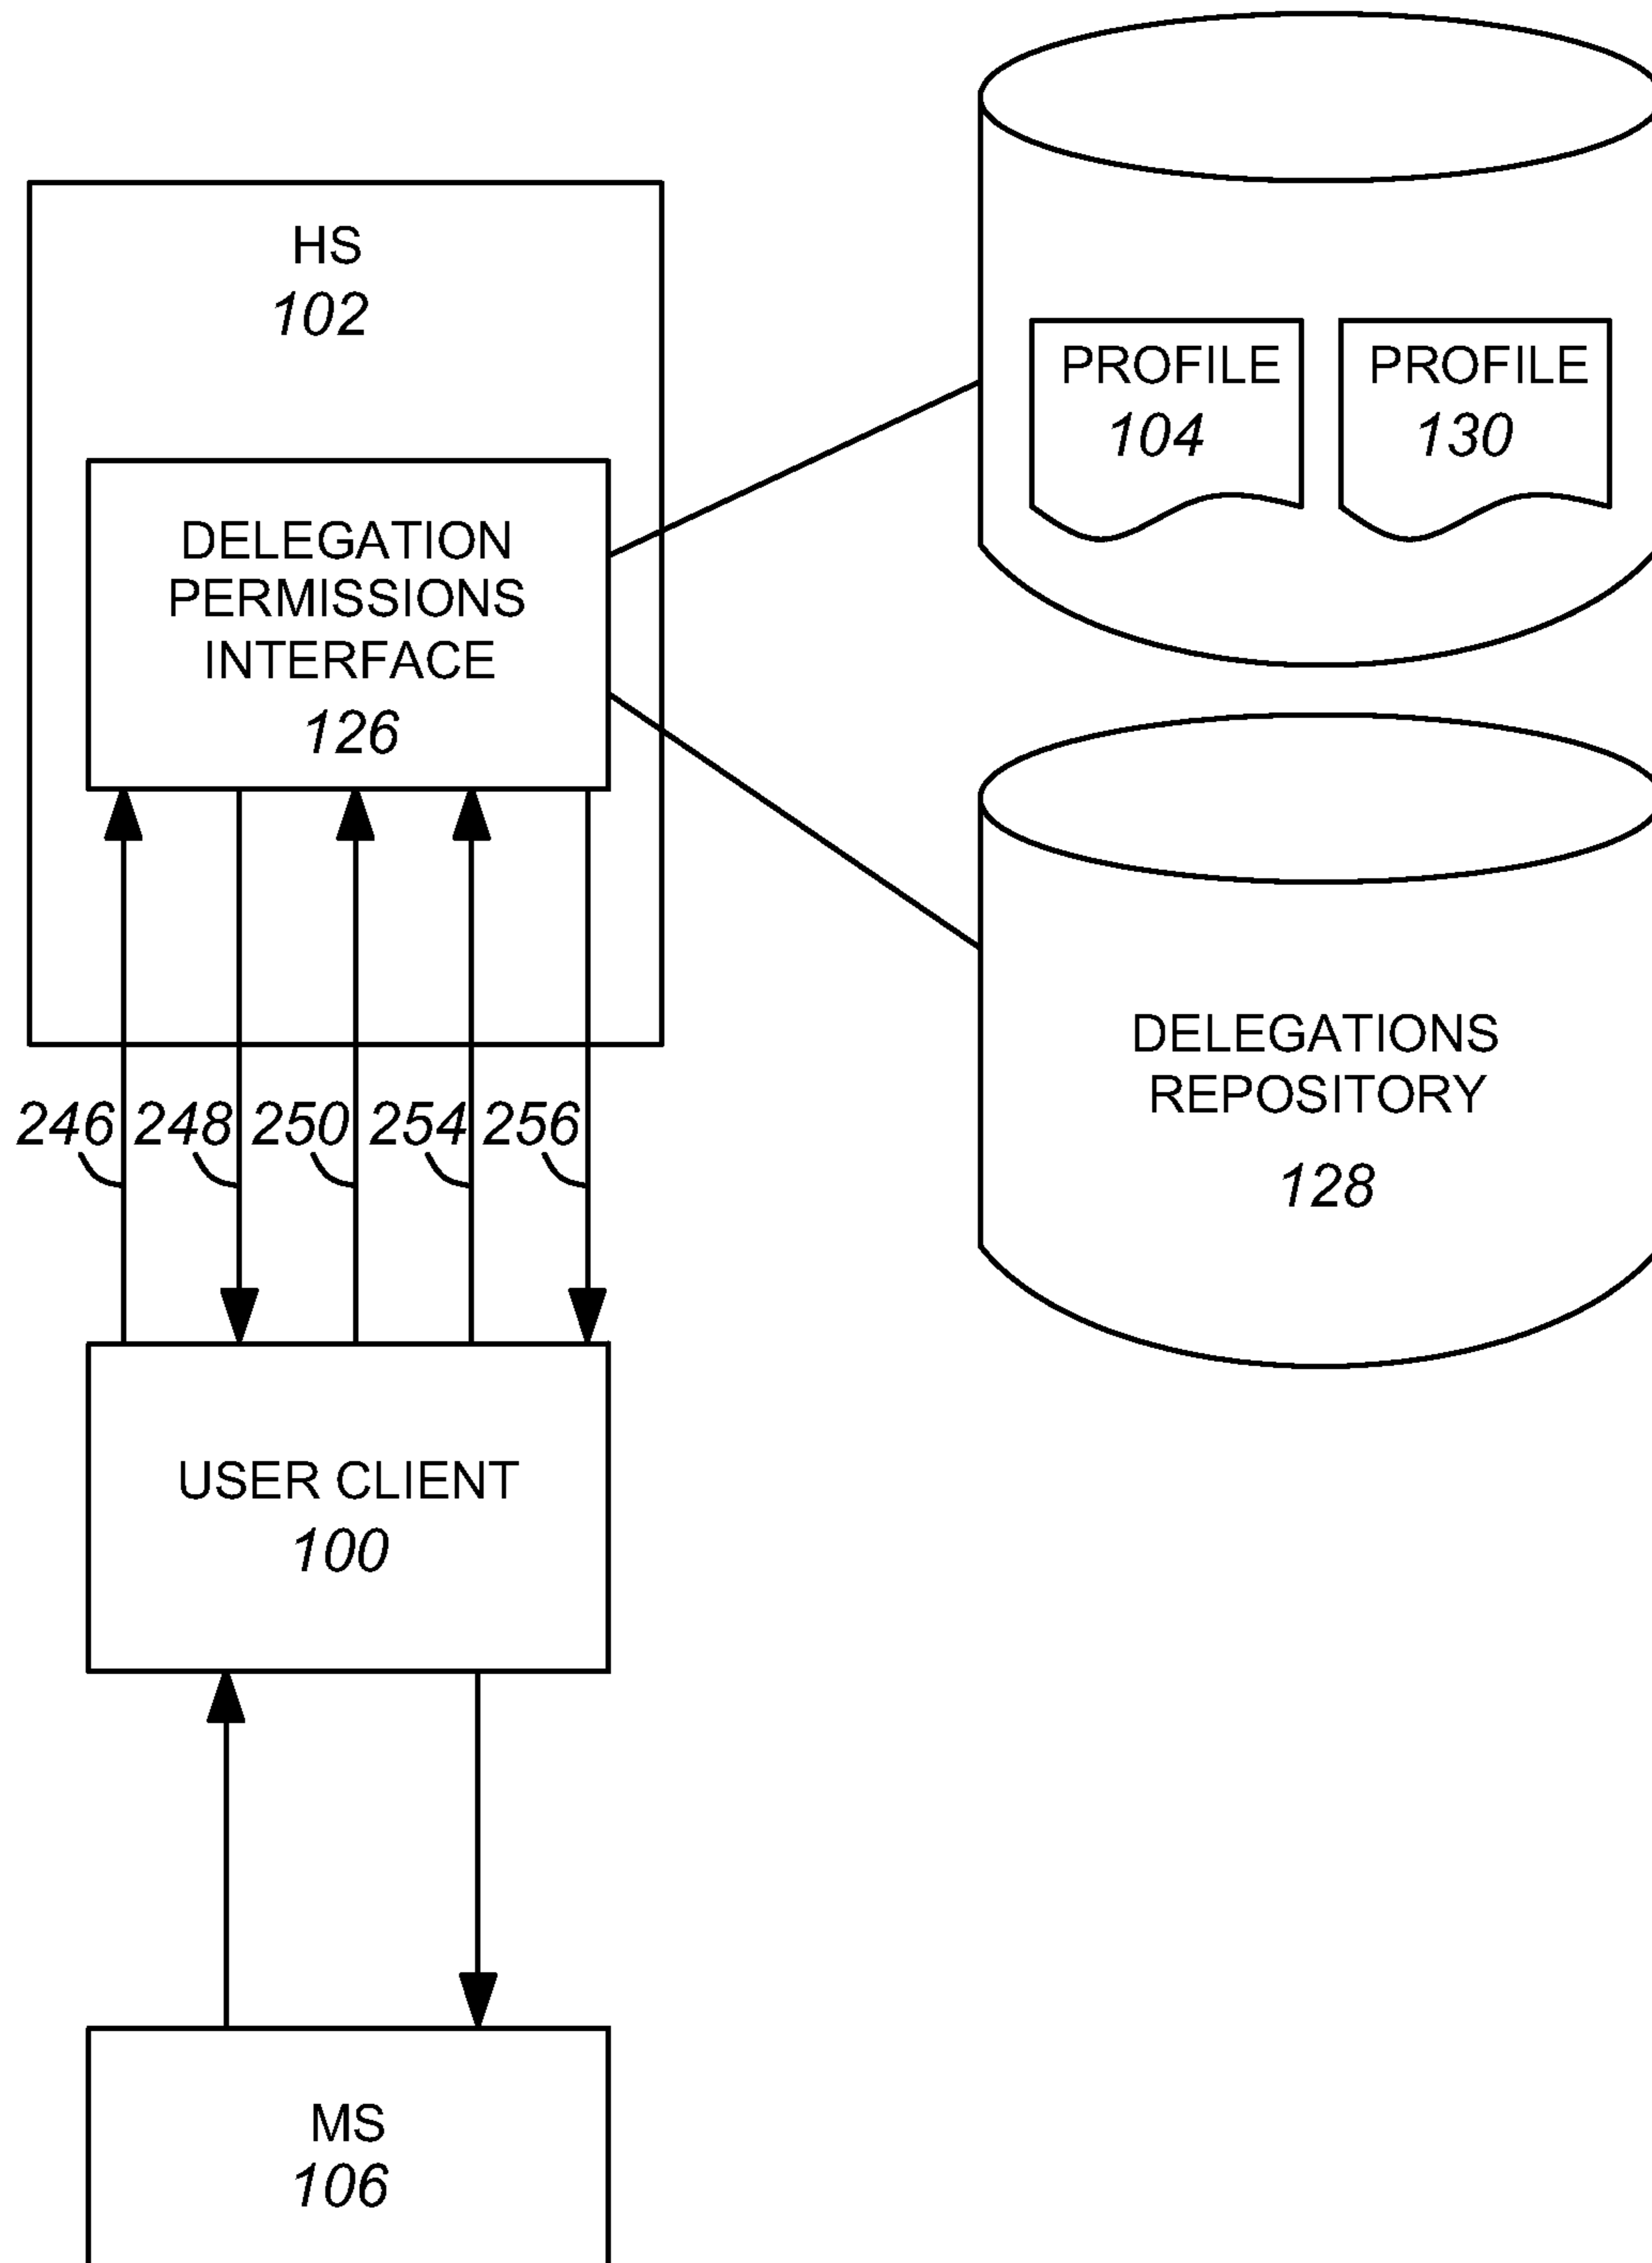 HS
102
PROFILE
104
PROFILE
130
DELEGATION
PERMISSIONS
INTERFACE
126
DELEGATIONS
REPOSITORY
128
246 248 250 254 256
USER CLIENT
100
MS
106